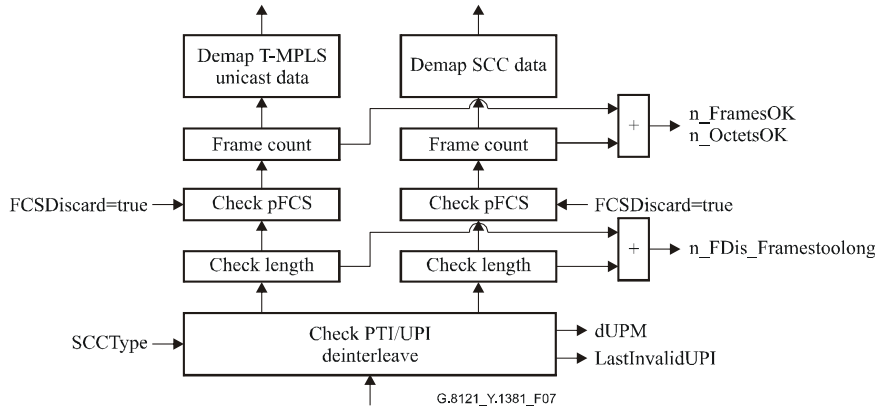 Demap T-MPLS
unicast data
Demap SCC data
n_FramesOK
n_OctetsOK
+
Frame count
Frame count
FCSDiscard=true
Check pFCS
Check pFCS
FCSDiscard=true
+
n_FDis_Framestoolong
Check length
Check length
SCCType
Check PTI/UPI
deinterleave
dUPM
LastInvalidUPI
G.8121_Y.1381_F07